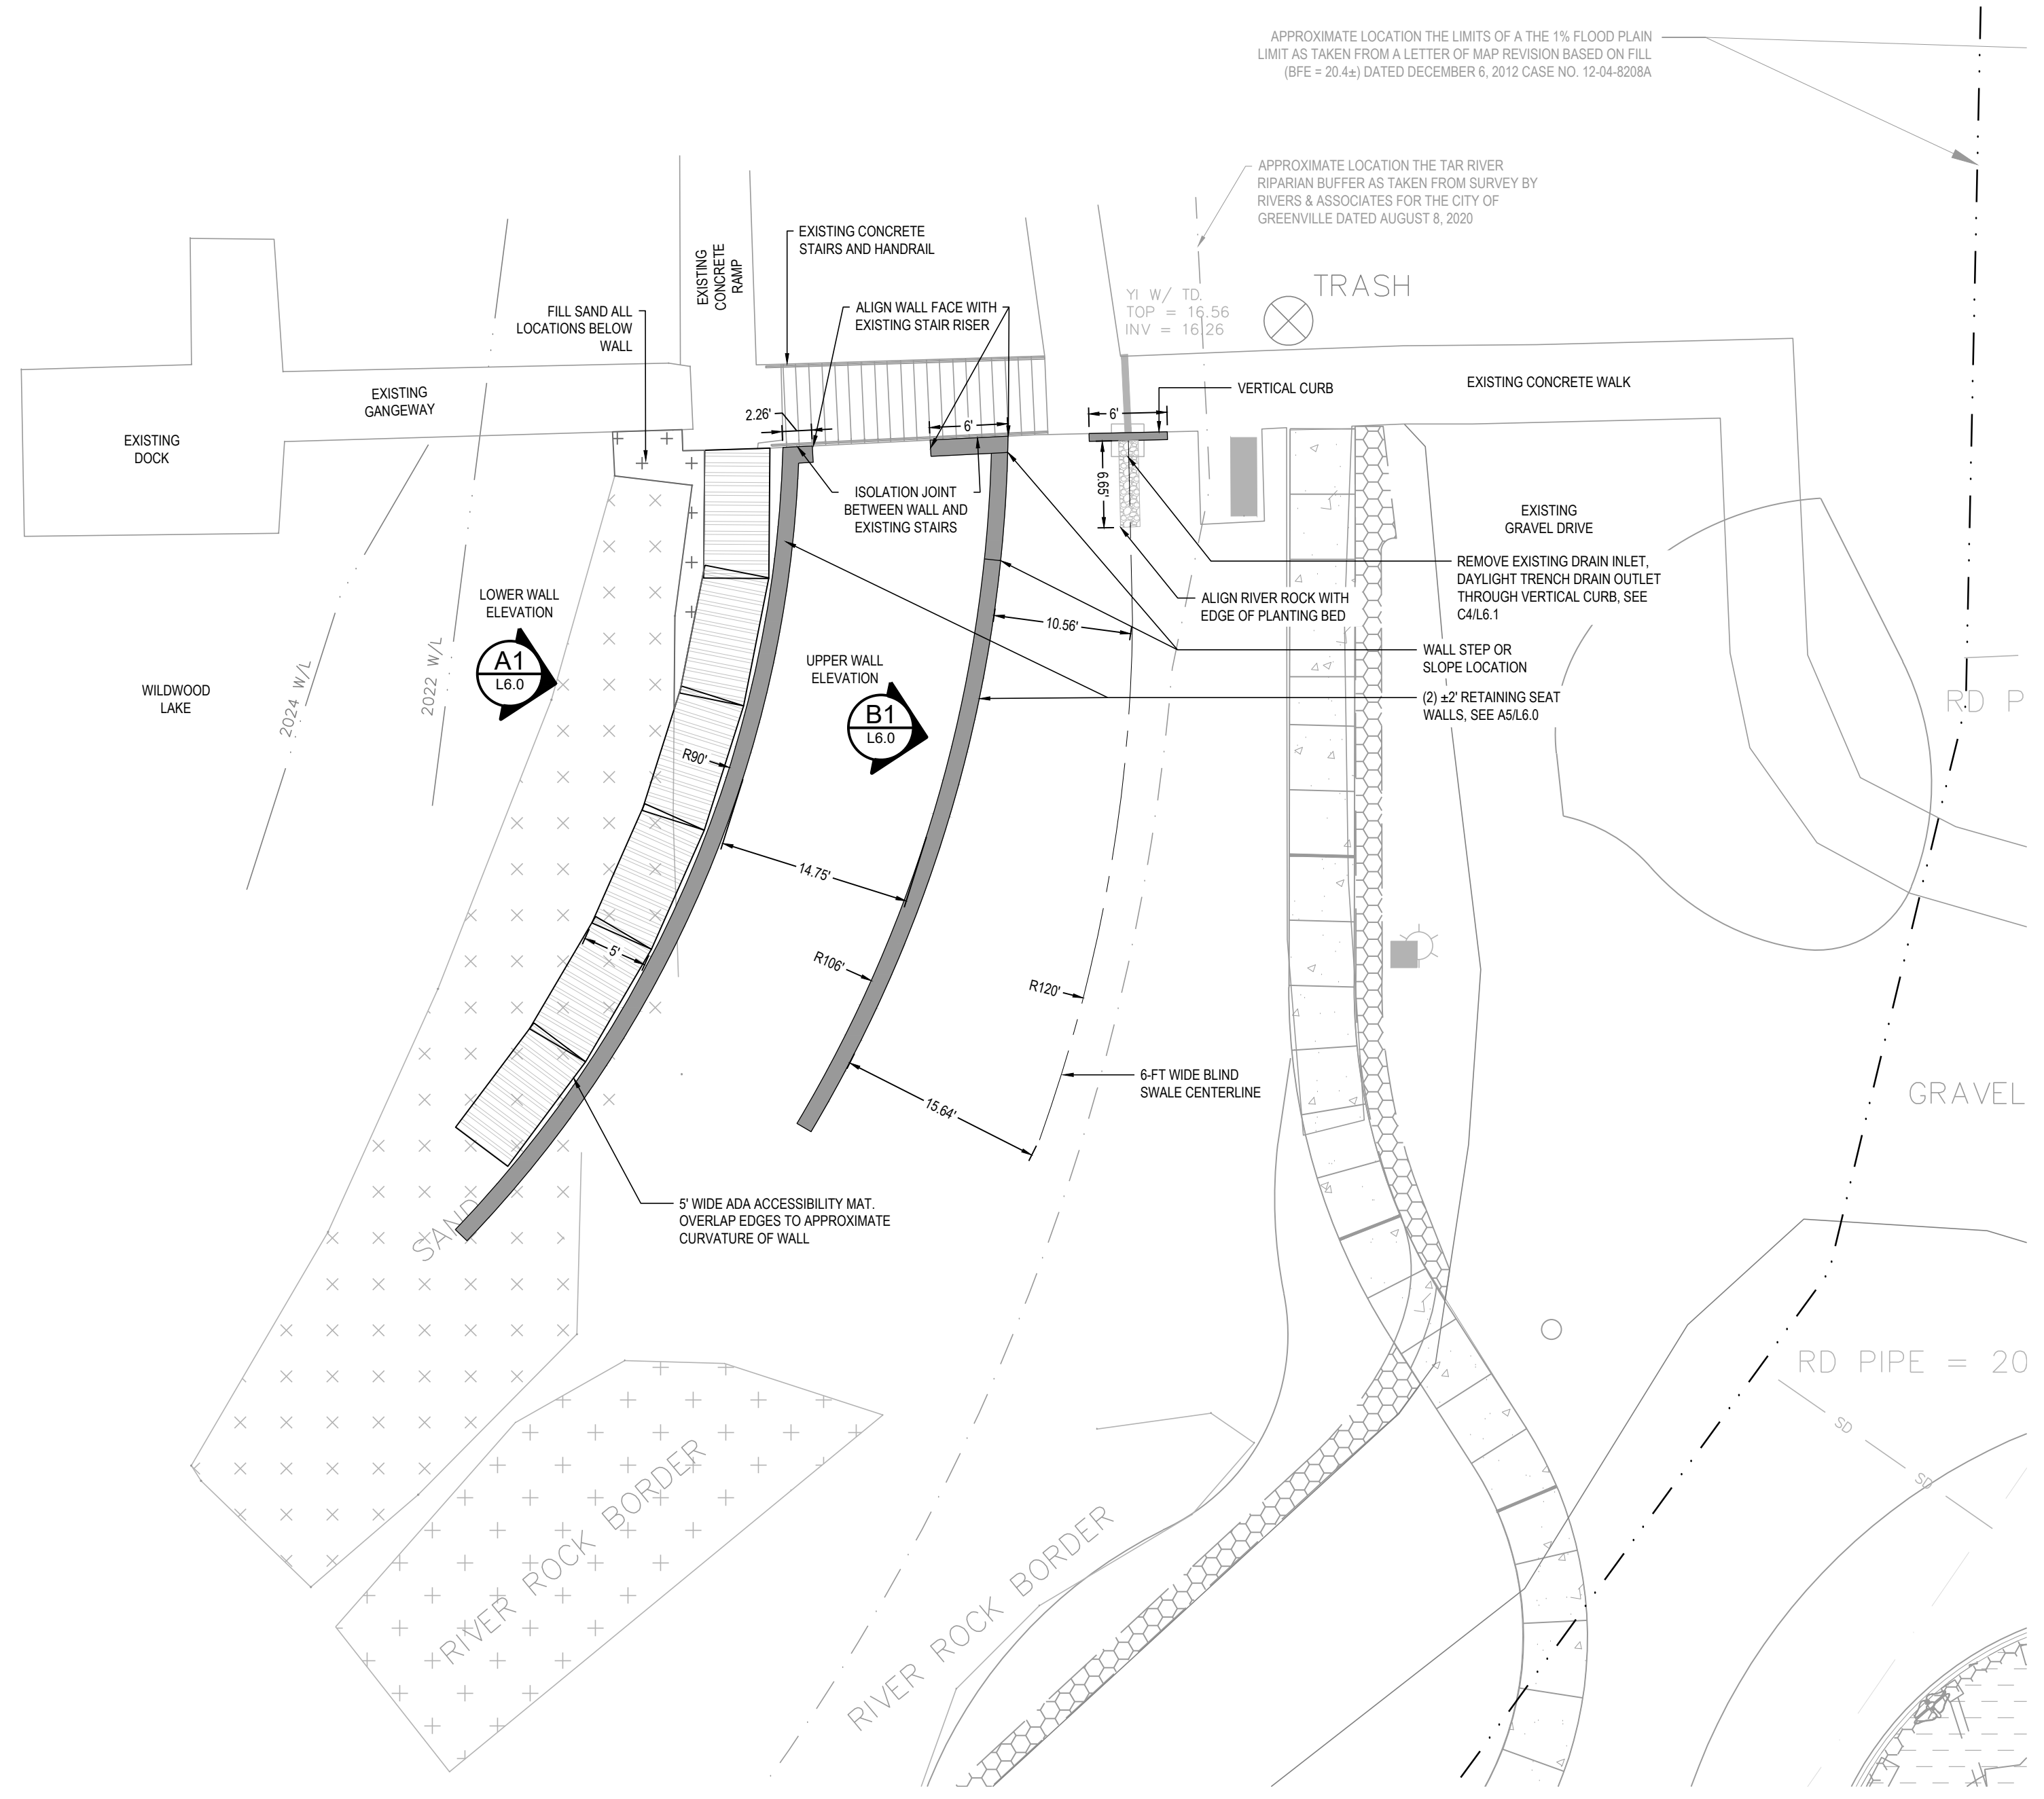 APPROXIMATE LOCATION THE LIMITS OF A THE 1% FLOOD PLAIN
LIMIT AS TAKEN FROM A LETTER OF MAP REVISION BASED ON FILL
(BFE = 20.4±) DATED DECEMBER 6, 2012 CASE NO. 12-04-8208A
APPROXIMATE LOCATION THE TAR RIVER
RIPARIAN BUFFER AS TAKEN FROM SURVEY BY
RIVERS & ASSOCIATES FOR THE CITY OF
GREENVILLE DATED AUGUST 8, 2020
EXISTING CONCRETE
STAIRS AND HANDRAIL
EXISTING
CONCRETE
RAMP
TRASH
YI W/ TD.
TOP = 16.56
INV = 16.26
FILL SAND ALL
LOCATIONS BELOW
WALL
ALIGN WALL FACE WITH
EXISTING STAIR RISER
EXISTING
GANGEWAY
VERTICAL CURB
EXISTING CONCRETE WALK
2.26'
6'
6'
EXISTING
DOCK
6.65'
ISOLATION JOINT
BETWEEN WALL AND
EXISTING STAIRS
EXISTING
GRAVEL DRIVE
REMOVE EXISTING DRAIN INLET,
DAYLIGHT TRENCH DRAIN OUTLET
THROUGH VERTICAL CURB, SEE
C4/L6.1
LOWER WALL
ELEVATION
A1
L6.0
ALIGN RIVER ROCK WITH
EDGE OF PLANTING BED
10.56'
UPPER WALL
ELEVATION
B1
L6.0
WALL STEP OR
SLOPE LOCATION
(2) ±2' RETAINING SEAT
WALLS, SEE A5/L6.0
WILDWOOD
LAKE
2024 W/L
2022 W/L
RD P
R90'
14.75'
5'
R106'
R120'
6-FT WIDE BLIND
SWALE CENTERLINE
15.64'
GRAVEL
5' WIDE ADA ACCESSIBILITY MAT.
OVERLAP EDGES TO APPROXIMATE
CURVATURE OF WALL
SAND
RD PIPE = 20
SD
SD
RIVER ROCK BORDER
RIVER ROCK BORDER